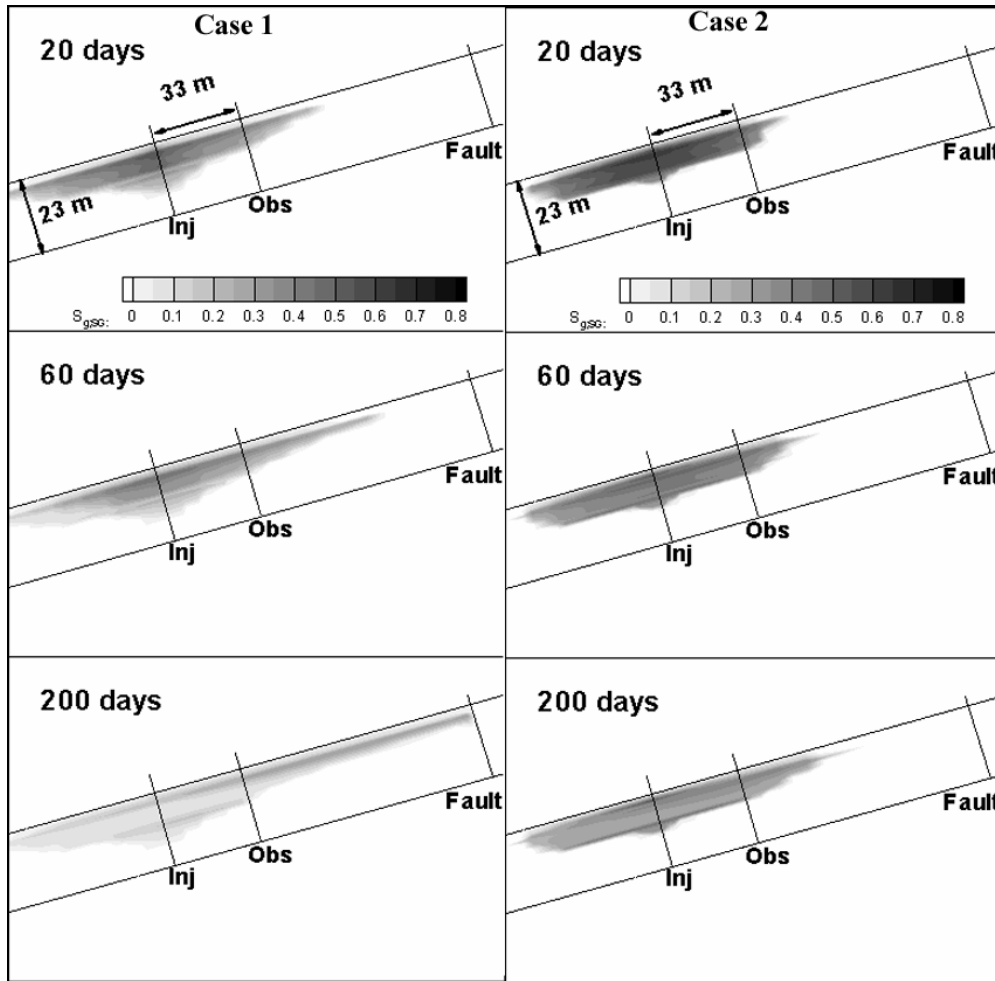 Case 1
20 days
33 m
Fault
23 m
Obs
Inj
S g,SG: 0 0.1 0.2 0.3 0.4 0.5 0.6 0.7 0.8
60 days
Fault
Obs
Inj
200 days
Fault
Obs
Inj
Case 2
20 days
33 m
Fault
23 m
Obs
Inj
S g,SG: 0 0.1 0.2 0.3 0.4 0.5 0.6 0.7 0.8
60 days
Fault
Obs
Inj
200 days
Fault
Obs
Inj